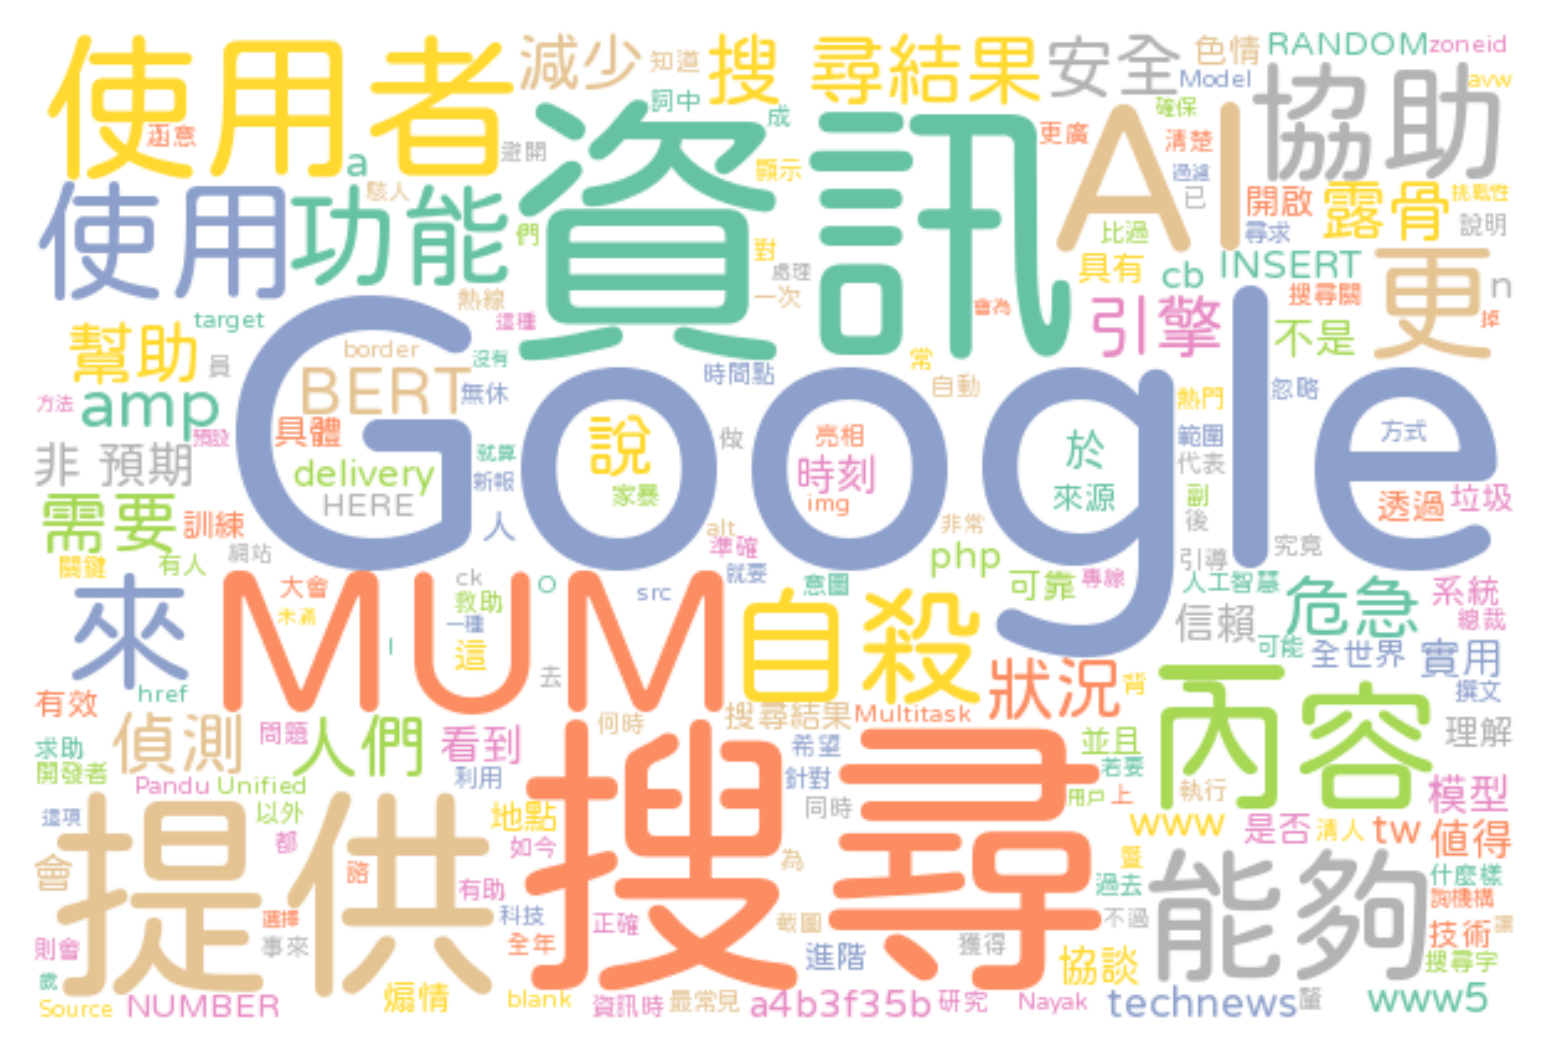 使用者
減少
知道
搜 尋結果
安全
色情
RANDOM
zoneid
Model
avw
協助
涵意
a
避開
詞中
成
資訊
更廣
確保
清楚
AI
過濾
已
開啟
露骨
挑戰性
說明
使用
功能
駭人
們
顯示
對
處理
一次
比過
尋求
具有
cb
INSERT
更
n
熱線
這種
會為
引擎
搜尋關
不是
掉
target
幫助
員
border
沒有
BERT
無休
Google
時間點
常
自動
熱門
忽略
方法
amp
預設
具體
就算
說
做
亮相
於
範圍
方式
非 預期
delivery
新報
家暴
時刻
img
來源
代表
副
透過
垃圾
HERE
需要
訓練
人
alt
非常
後
關鍵
有人
網站
準確
php
引導
究竟
來
大會
ck
O
src
就要
意圖
可靠
專線
人工智慧
危急
系統
未滿
救助
一種
MUM
自殺
信賴
總裁
l
這
去
狀況
背
可能
全世界
實用
href
撰文
有效
偵測
問題
人們
看到
何時
搜尋結果
Multitask
內容
理解
求助
開發者
Pandu
Unified
利用
搜尋
希望
針對
並且
若要
執行
模型
這項
以外
提供
地點
同時
用戶
上
www
是否
清人
tw
值得
都
如今
會
諮
有助
為
暨
過去
能夠
什麼樣
詢機構
選擇
科技
正確
截圖
不過
技術
讓
則會
事來
全年
進階
獲得
協談
搜尋字
歲
Source
NUMBER
煽情
blank
資訊時
最常見
a4b3f35b
研究
Nayak
technews
www5